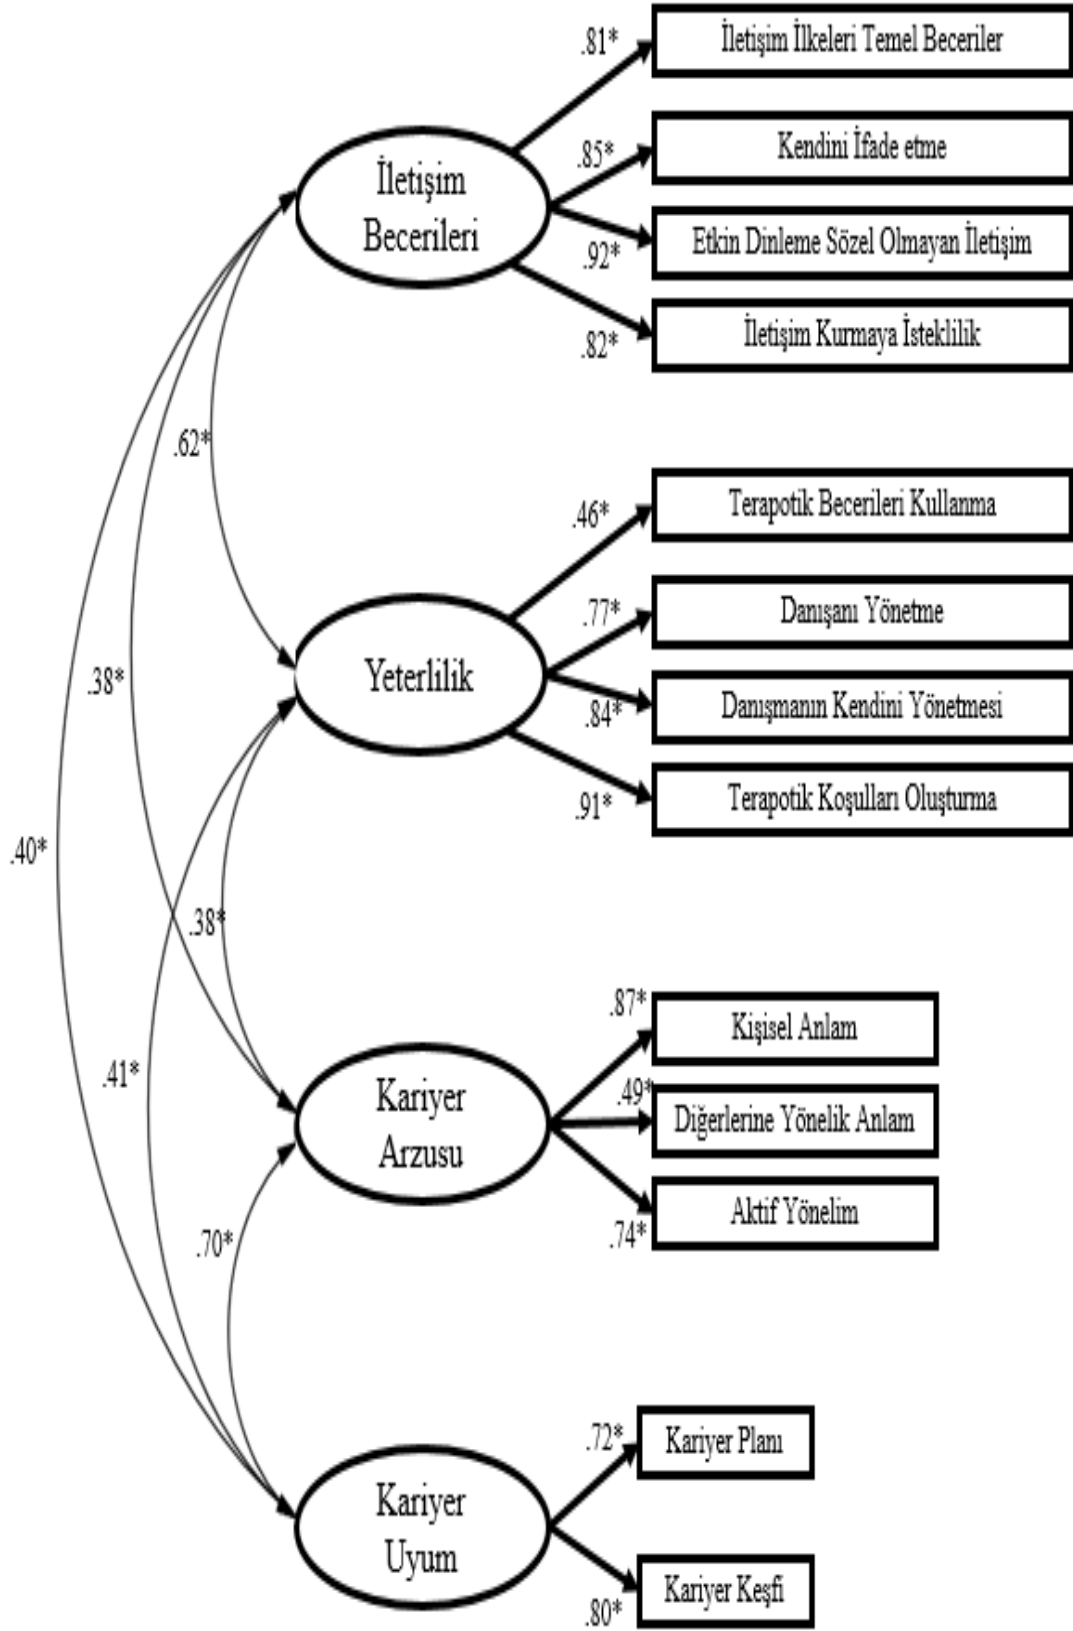 .81*
İletişim İlkeleri Temel Beceriler
İletişim
Becerileri
.85*
Kendini İfade etme
.92*
Etkin Dinleme Sözel Olmayan İletişim
.82*
İletişim Kurmaya İsteklilik
.62*
.46*
Terapotik Becerileri Kullanma
Yeterlilik
.77*
Danışanı Yönetme
.84*
Danışmanın Kendini Yönetmesi
.91*
Terapotik Koşulları Oluşturma
.38*
.40*
.38*
.41*
Kariyer
Arzusu
.87*
Kişisel Anlam
.49*
Diğerlerine Yönelik Anlam
.74*
Aktif Yönelim
.70*
Kariyer
Uyum
.72*
Kariyer Planı
.80*
Kariyer Keşfi